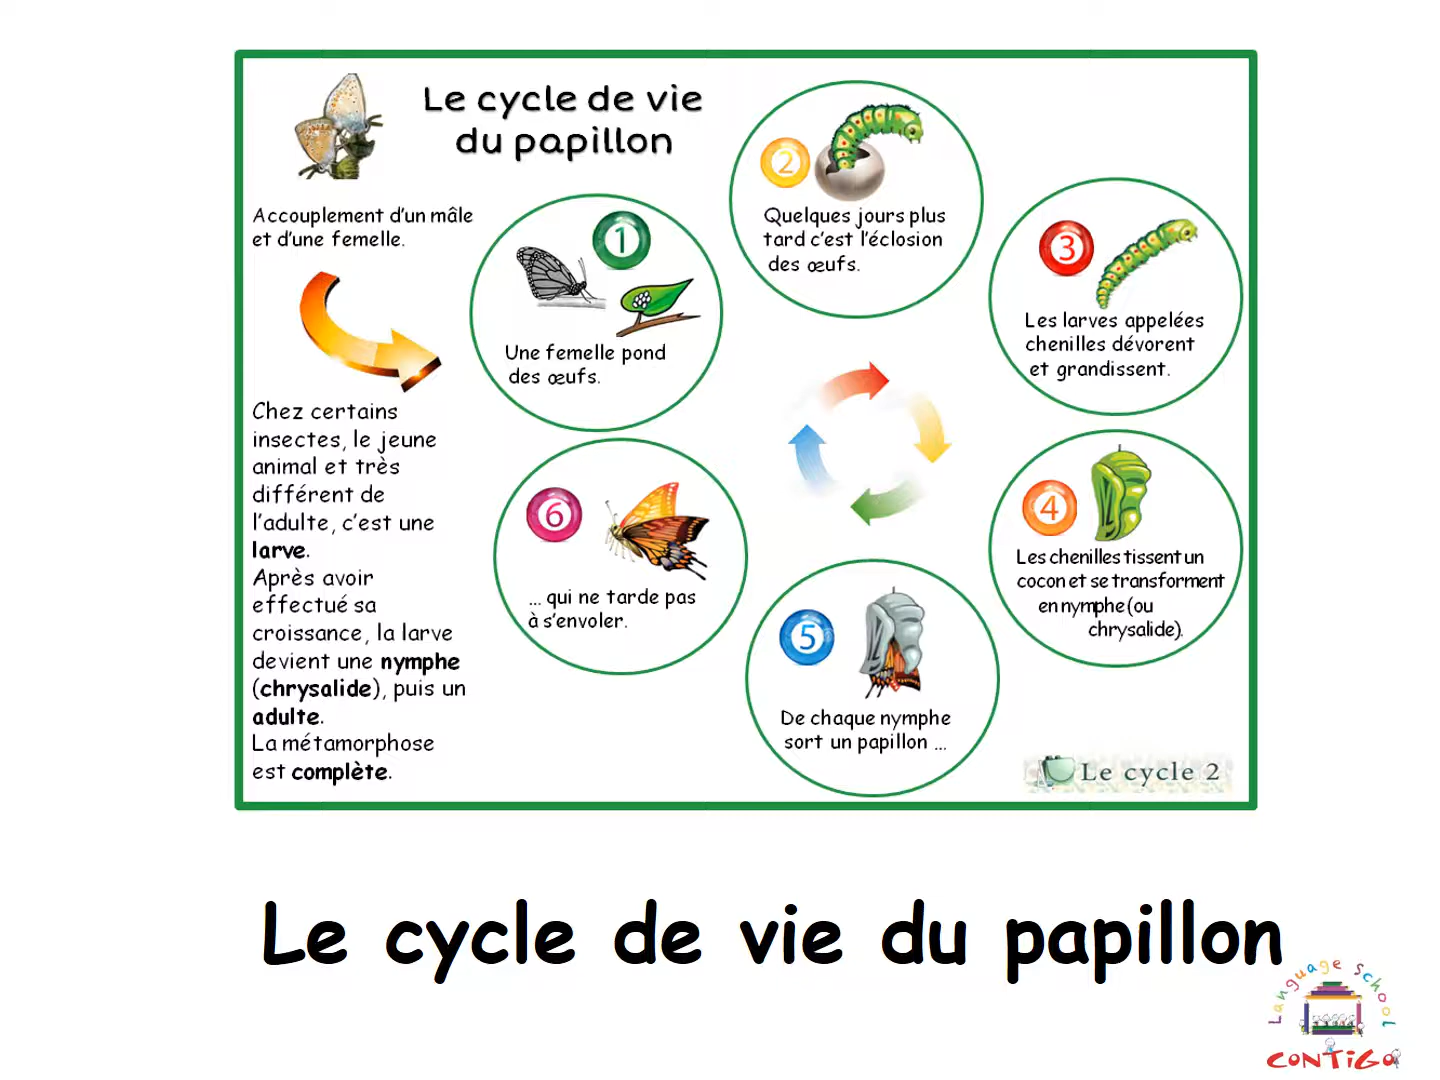 Le cycle de vie
du papillon
Accouplement d'un mâle
et d'une femelle.
Chez certains
insectes, le jeune
animal et très
différent de
l'adulte, c'est une
larve.
Après avoir
effectué sa
croissance, la larve
devient une nymphe
(chrysalide), puis un
adulte.
La métamorphose
est complète.
1
Une femelle pond
des œufs.
2
Quelques jours plus
tard c'est l'éclosion
des œufs.
3
Les larves appelées
chenilles dévorent
et grandissent.
4
Les chenilles tissent un
cocon et se transforment
en nymphe (ou
chrysalide).
5
De chaque nymphe
sort un papillon ...
6
... qui ne tarde pas
à s'envoler.
Le cycle 2
Le cycle de vie du papillon
Language School
CONTiGO